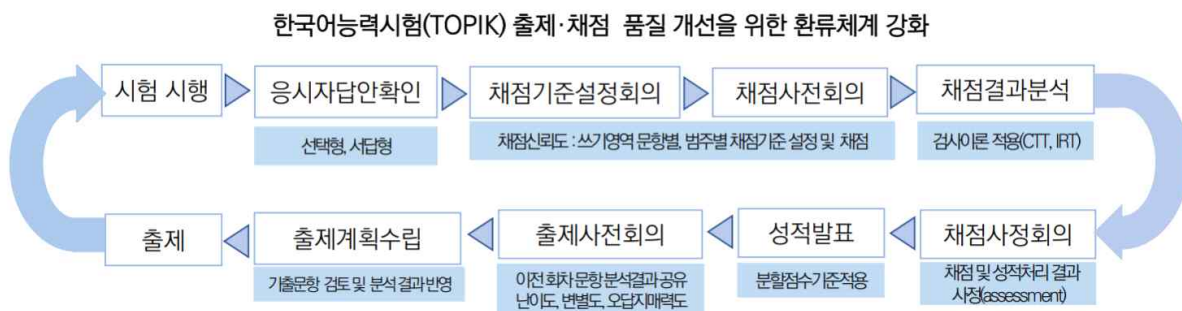 한국어능력시험(TOPIK) 출제·채점 품질 개선을 위한 환류체계 강화
시험 시행
응시자답안확인
채점기준설정회의
채점사전회의
채점결과분석
선택형, 서답형
채점신뢰도 : 쓰기영역 문항별, 범주별 채점기준 설정 및 채점
검사이론 적용(CTT, IRT)
채점사정회의
성적발표
출제사전회의
출제계획수립
출제
채점 및 성적처리 결과
사정(assessment)
분할점수기준적용
이전 회차 문항 분석결과 공유
난이도, 변별도, 오답지매력도
기출문항 검토 및 분석 결과 반영